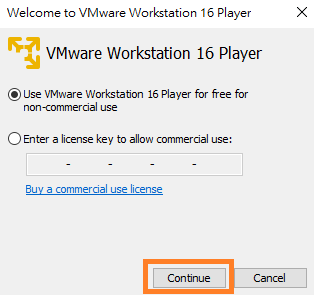 Welcome to VMware Workstation 16 Player
VMware Workstation 16 Player
Use VMware Workstation 16 Player for free for
non-commercial use
Enter a license key to allow commercial use:
- - - -
Buy a commercial use license
Continue
Cancel